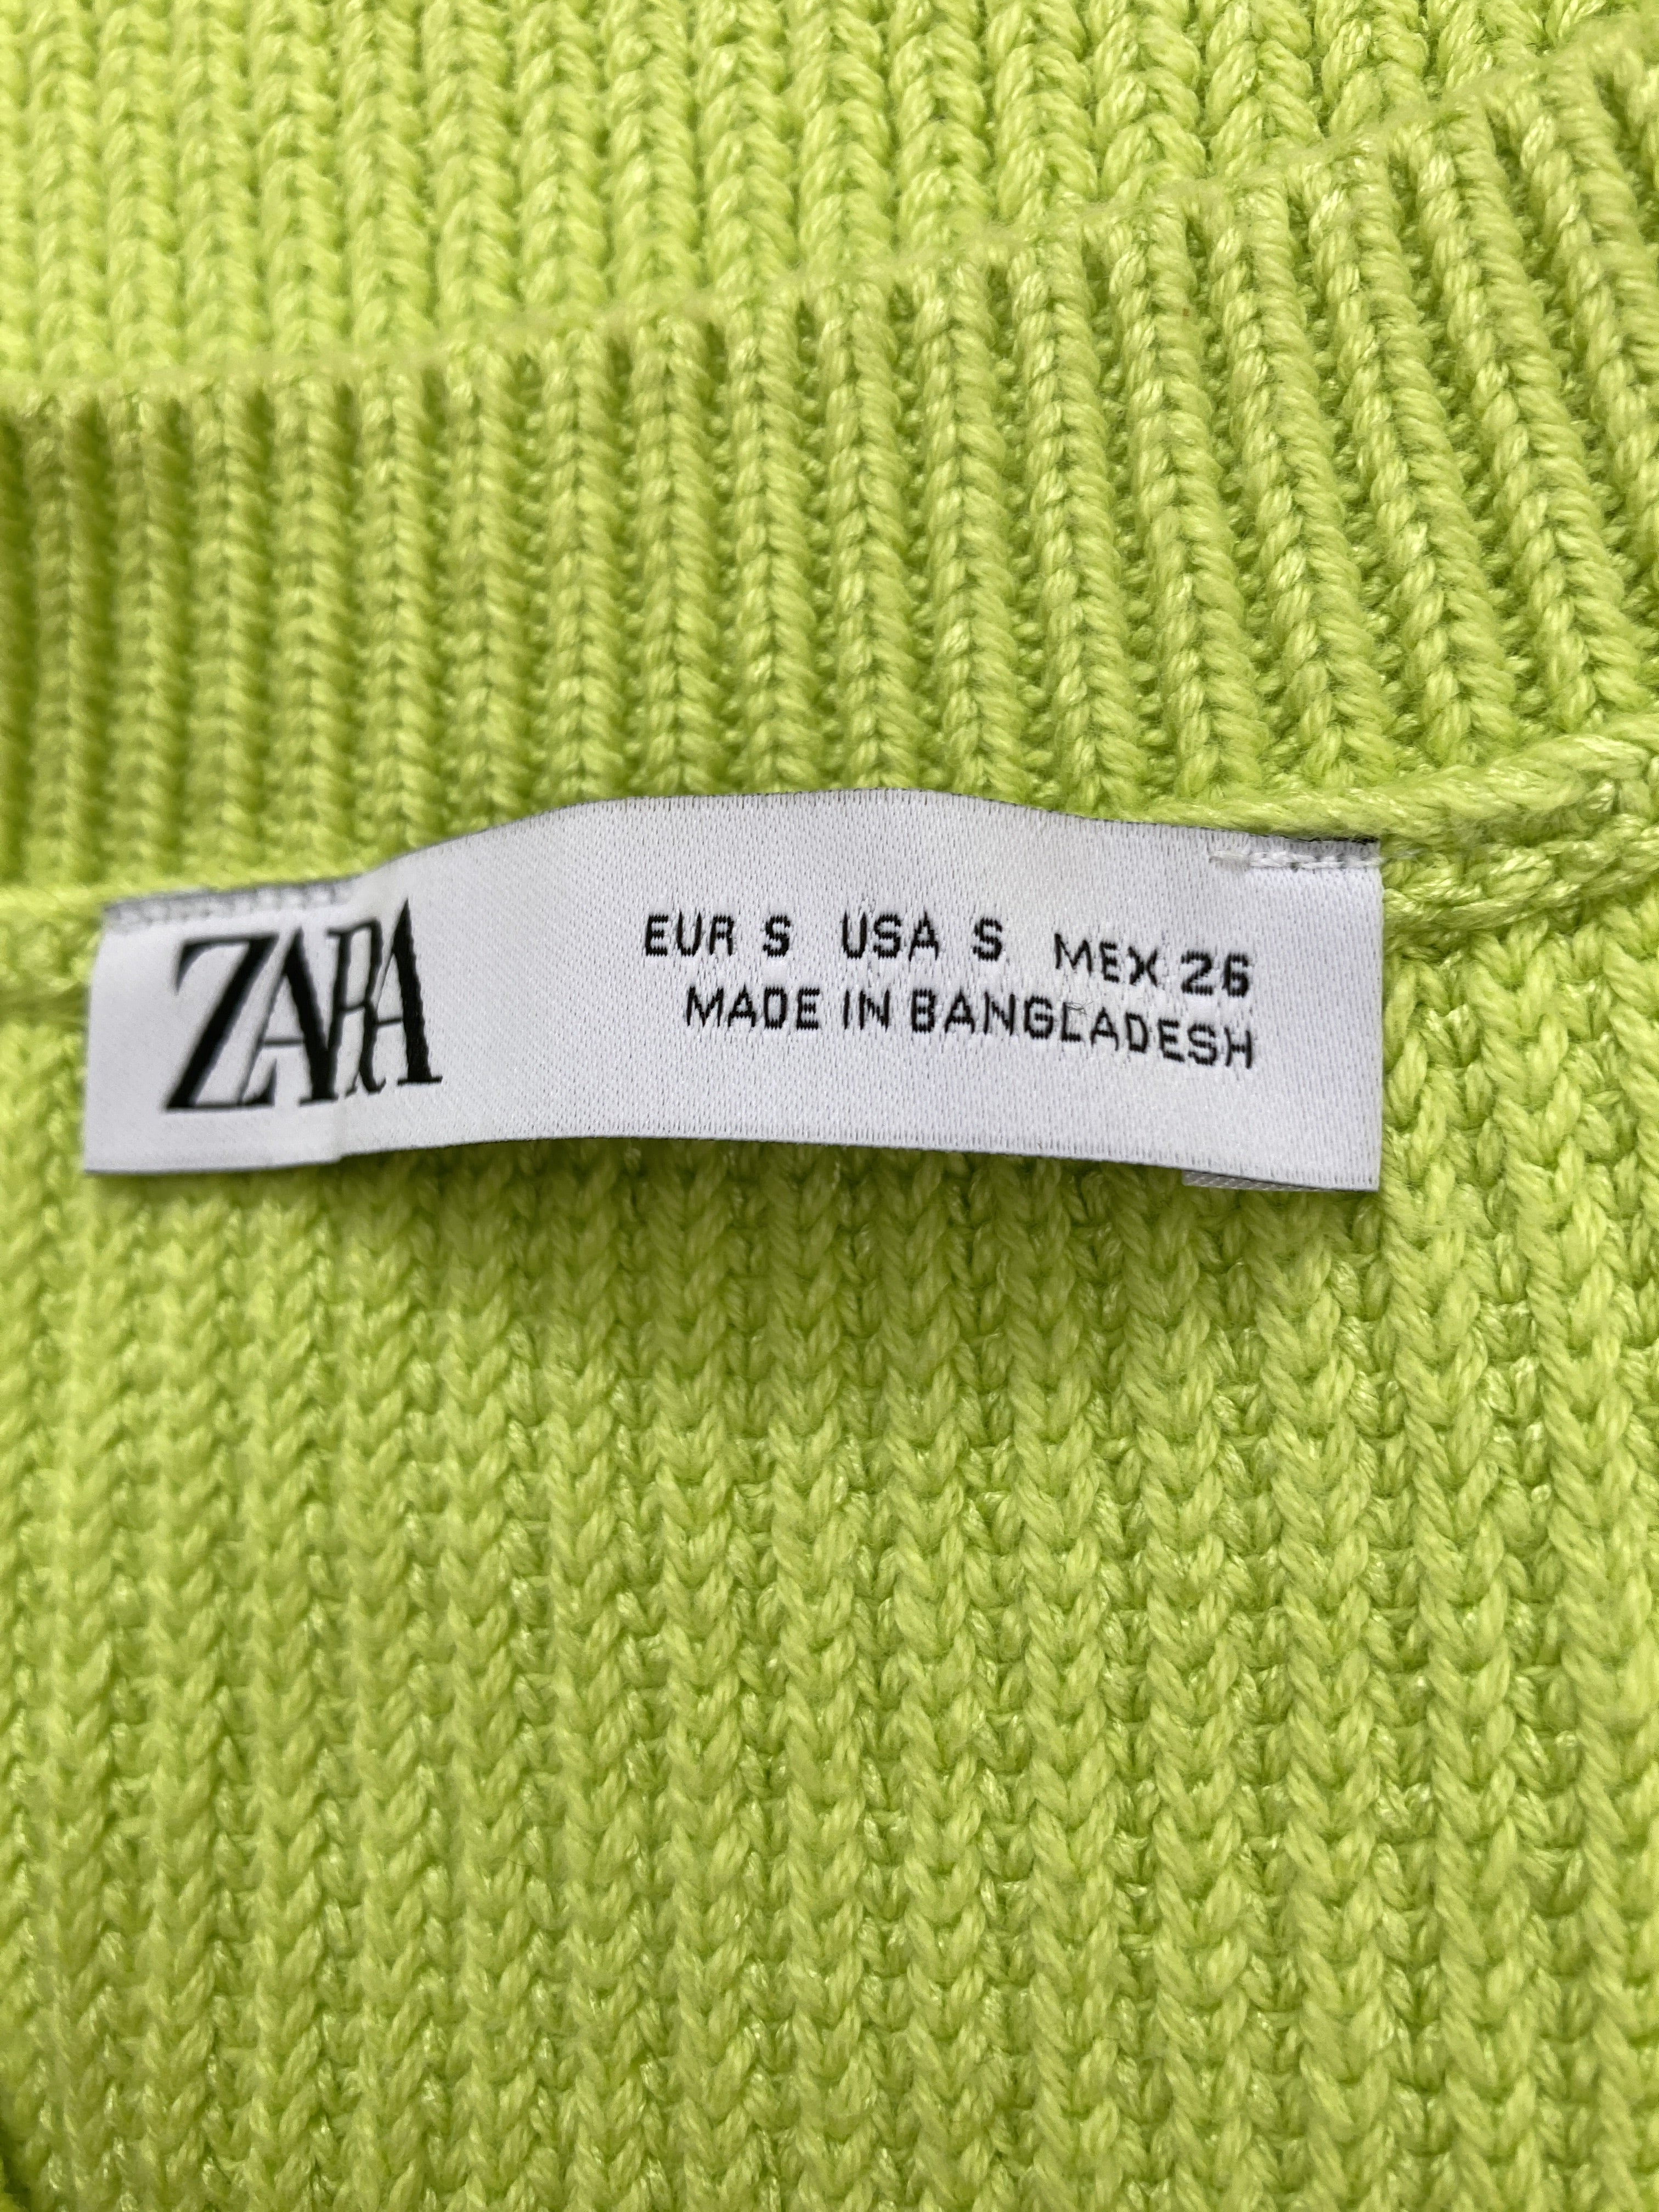 ZARA
EUR S USA S MEX 26
MADE IN BANGLADESH